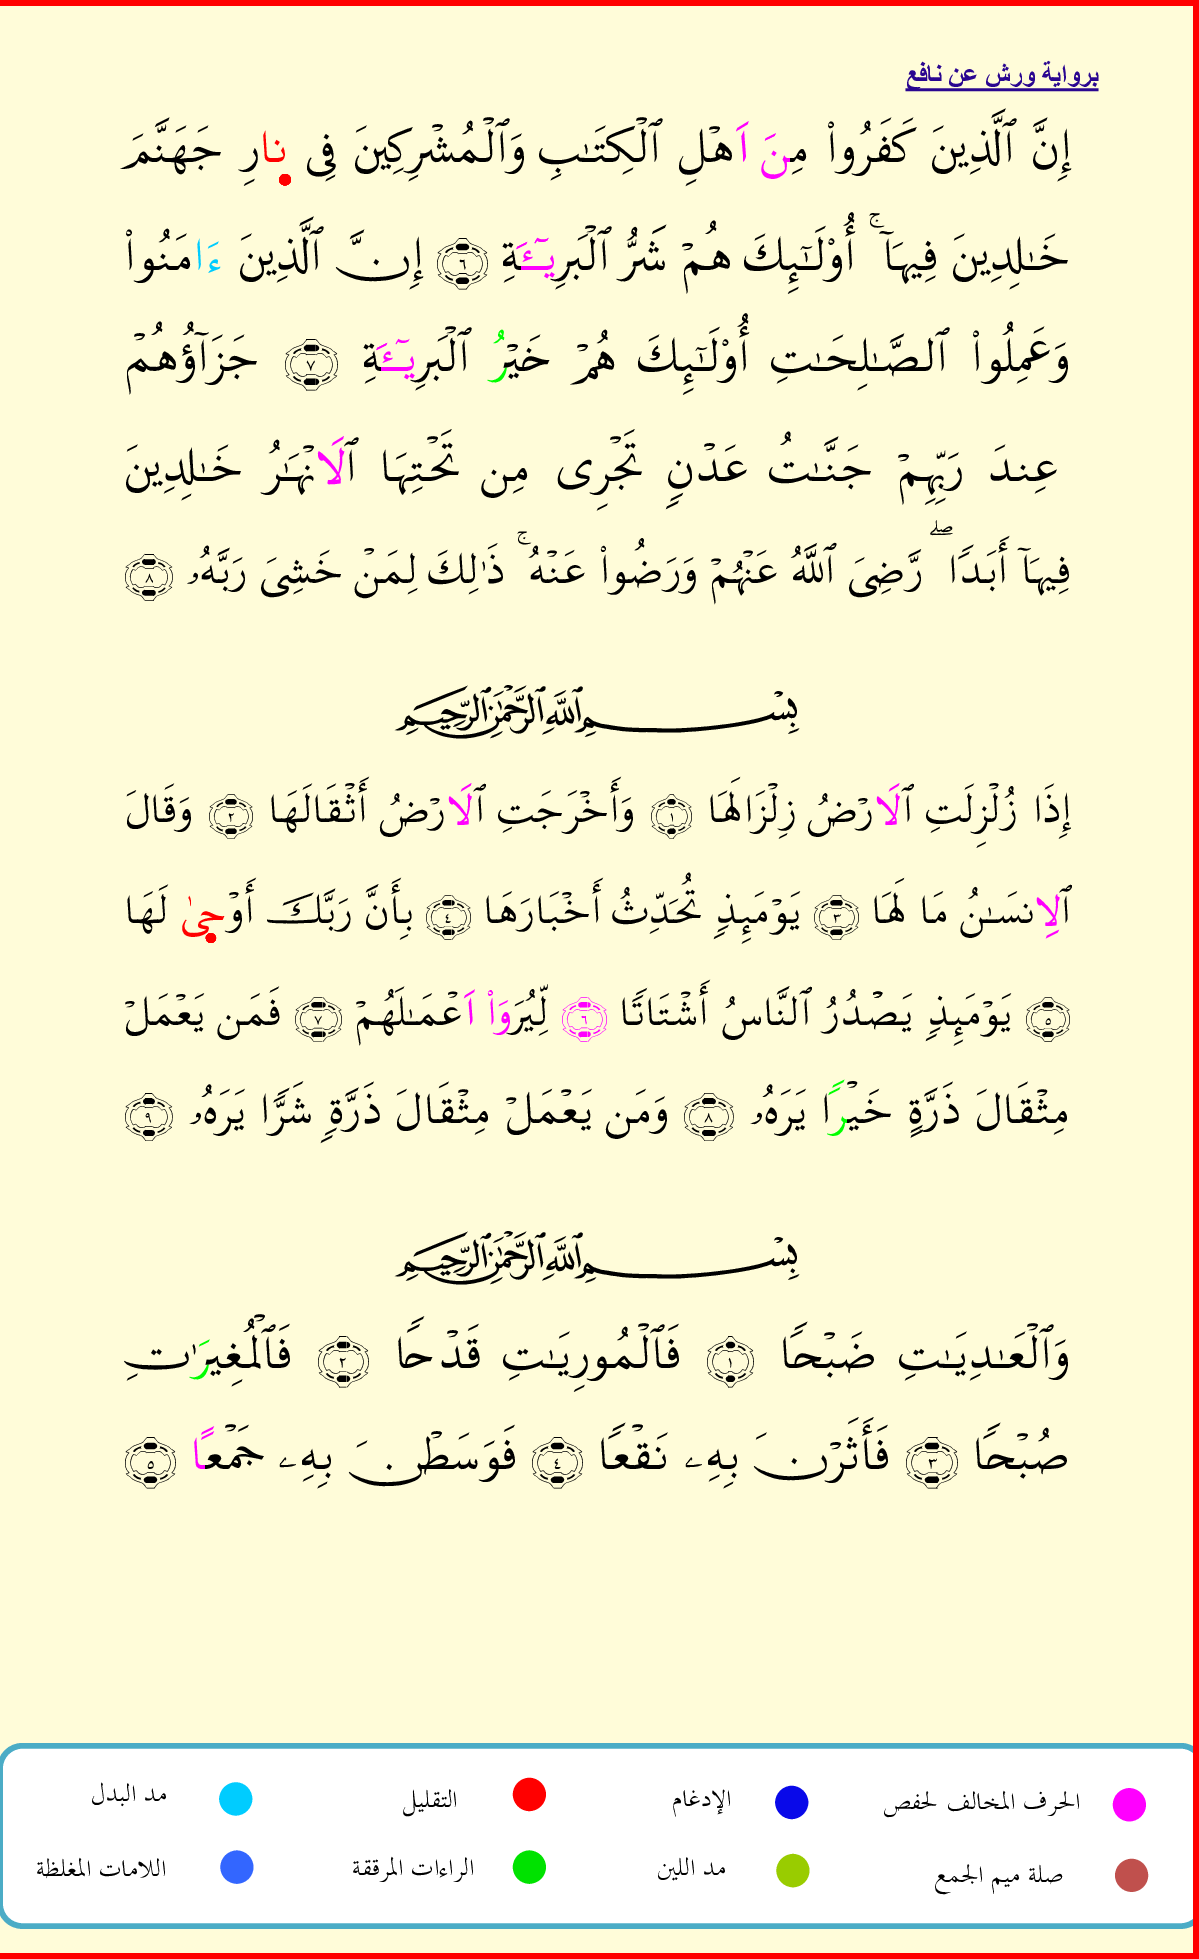 برواية ورش عن نافع
إِنَّ ٱلَّذِينَ كَفَرُوا۟ مِنَ اَهْلِ ٱلْكِتَـٰبِ وَٱلْمُشْرِكِينَ فِى نارِ جَهَنَّمَ
خَـٰلِدِينَ فِيهَآ ۚ أُو۟لَـٰٓئِكَ هُمْ شَرُّ ٱلْبَرِيٓـَٔةِ ٦ إِنَّ ٱلَّذِينَ ءَامَنُوا۟
وَعَمِلُوا۟ ٱلصَّـٰلِحَـٰتِ أُو۟لَـٰٓئِكَ هُمْ خَيْرُ ٱلْبَرِيٓـَٔةِ ٧ جَزَآؤُهُمْ
عِندَ رَبِّهِمْ جَنَّـٰتُ عَدْنٍ تَجْرِى مِن تَحْتِهَا ٱلَانْهَـٰرُ خَـٰلِدِينَ
فِيهَآ أَبَدًا ۖ رَّضِىَ ٱللَّهُ عَنْهُمْ وَرَضُوا۟ عَنْهُ ۚ ذَٰلِكَ لِمَنْ خَشِىَ رَبَّهُۥ ٨
بِسْمِ ٱللَّهِ ٱلرَّحْمَـٰنِ ٱلرَّحِيمِ
إِذَا زُلْزِلَتِ ٱلَارْضُ زِلْزَالَهَا ١ وَأَخْرَجَتِ ٱلَارْضُ أَثْقَالَهَا ٢ وَقَالَ
ٱلِانسَـٰنُ مَا لَهَا ٣ يَوْمَئِذٍ تُحَدِّثُ أَخْبَارَهَا ٤ بِأَنَّ رَبَّكَ أَوْحىٰ لَهَا
٥ يَوْمَئِذٍ يَصْدُرُ ٱلنَّاسُ أَشْتَاتًا ٦ لِّيُرَوَا۟ اَعْمَـٰلَهُمْ ٧ فَمَن يَعْمَلْ
مِثْقَالَ ذَرَّةٍ خَيْرًا يَرَهُۥ ٨ وَمَن يَعْمَلْ مِثْقَالَ ذَرَّةٍ شَرًّا يَرَهُۥ ٩
بِسْمِ ٱللَّهِ ٱلرَّحْمَـٰنِ ٱلرَّحِيمِ
وَٱلْعَـٰدِيَـٰتِ ضَبْحًا ١ فَٱلْمُورِيَـٰتِ قَدْحًا ٢ فَٱلْمُغِيرَٰتِ
صُبْحًا ٣ فَأَثَرْنَ بِهِۦ نَقْعًا ٤ فَوَسَطْنَ بِهِۦ جَمْعًا ٥
الحرف المخالف لحفص الإدغام التقليل مد البدل
صلة ميم الجمع مد اللين الراءات المرققة اللامات المغلظة